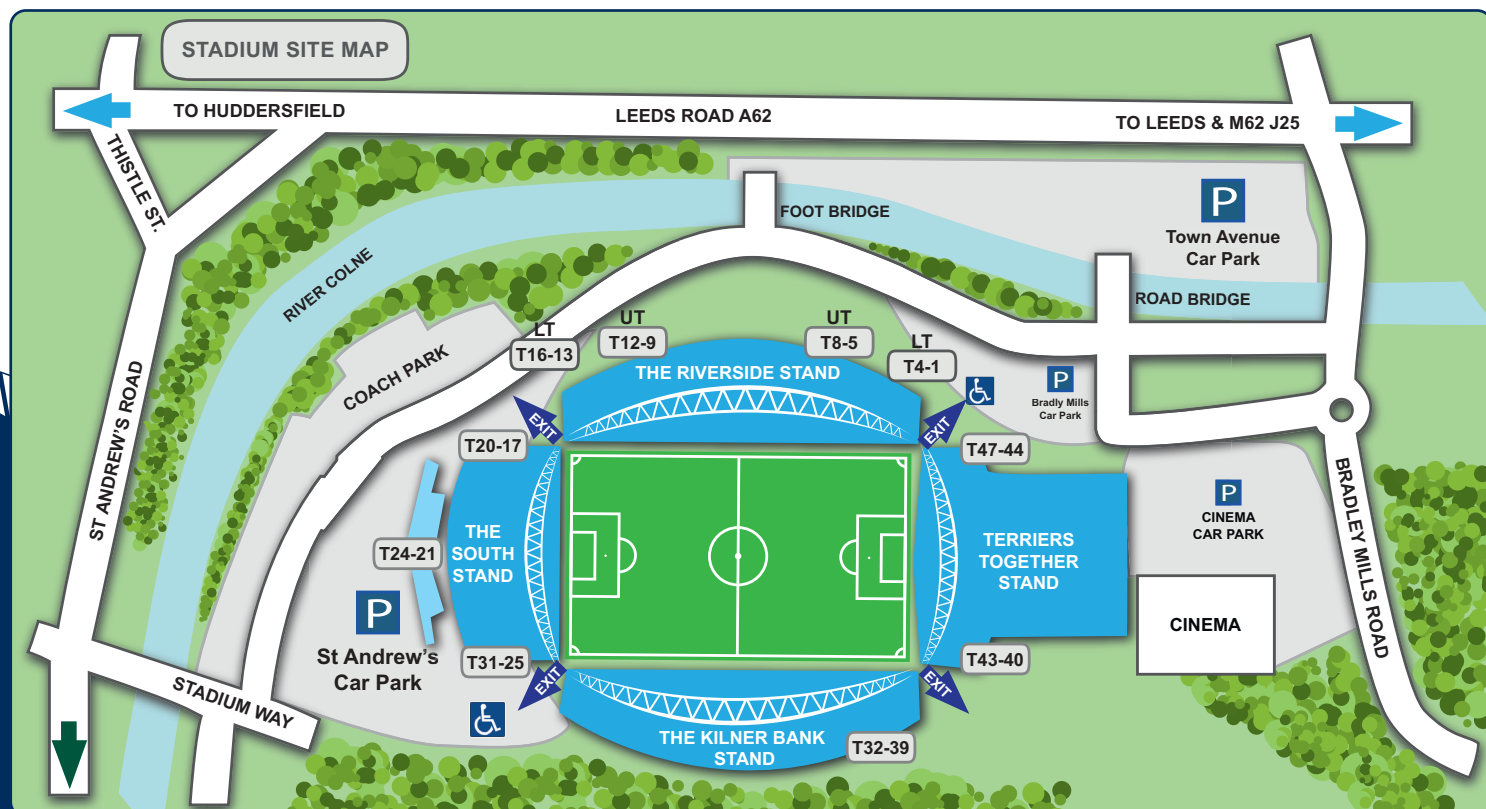 STADIUM SITE MAP
TO HUDDERSFIELD
LEEDS ROAD A62
TO LEEDS & M62 J25
THISTLE ST.
P
Town Avenue
Car Park
FOOT BRIDGE
RIVER COLNE
ROAD BRIDGE
ST ANDREW'S ROAD
COACH PARK
LT
T16-13
UT
T12-9
UT
T8-5
LT
T4-1
THE RIVERSIDE STAND
P
Bradly Mills
Car Park
EXIT
EXIT
T20-17
T47-44
THE
SOUTH
STAND
T24-21
TERRIERS
TOGETHER
STAND
P
CINEMA
CAR PARK
CINEMA
BRADLEY MILLS ROAD
P
St Andrew's
Car Park
T31-25
T43-40
EXIT
EXIT
STADIUM WAY
THE KILNER BANK
STAND
T32-39